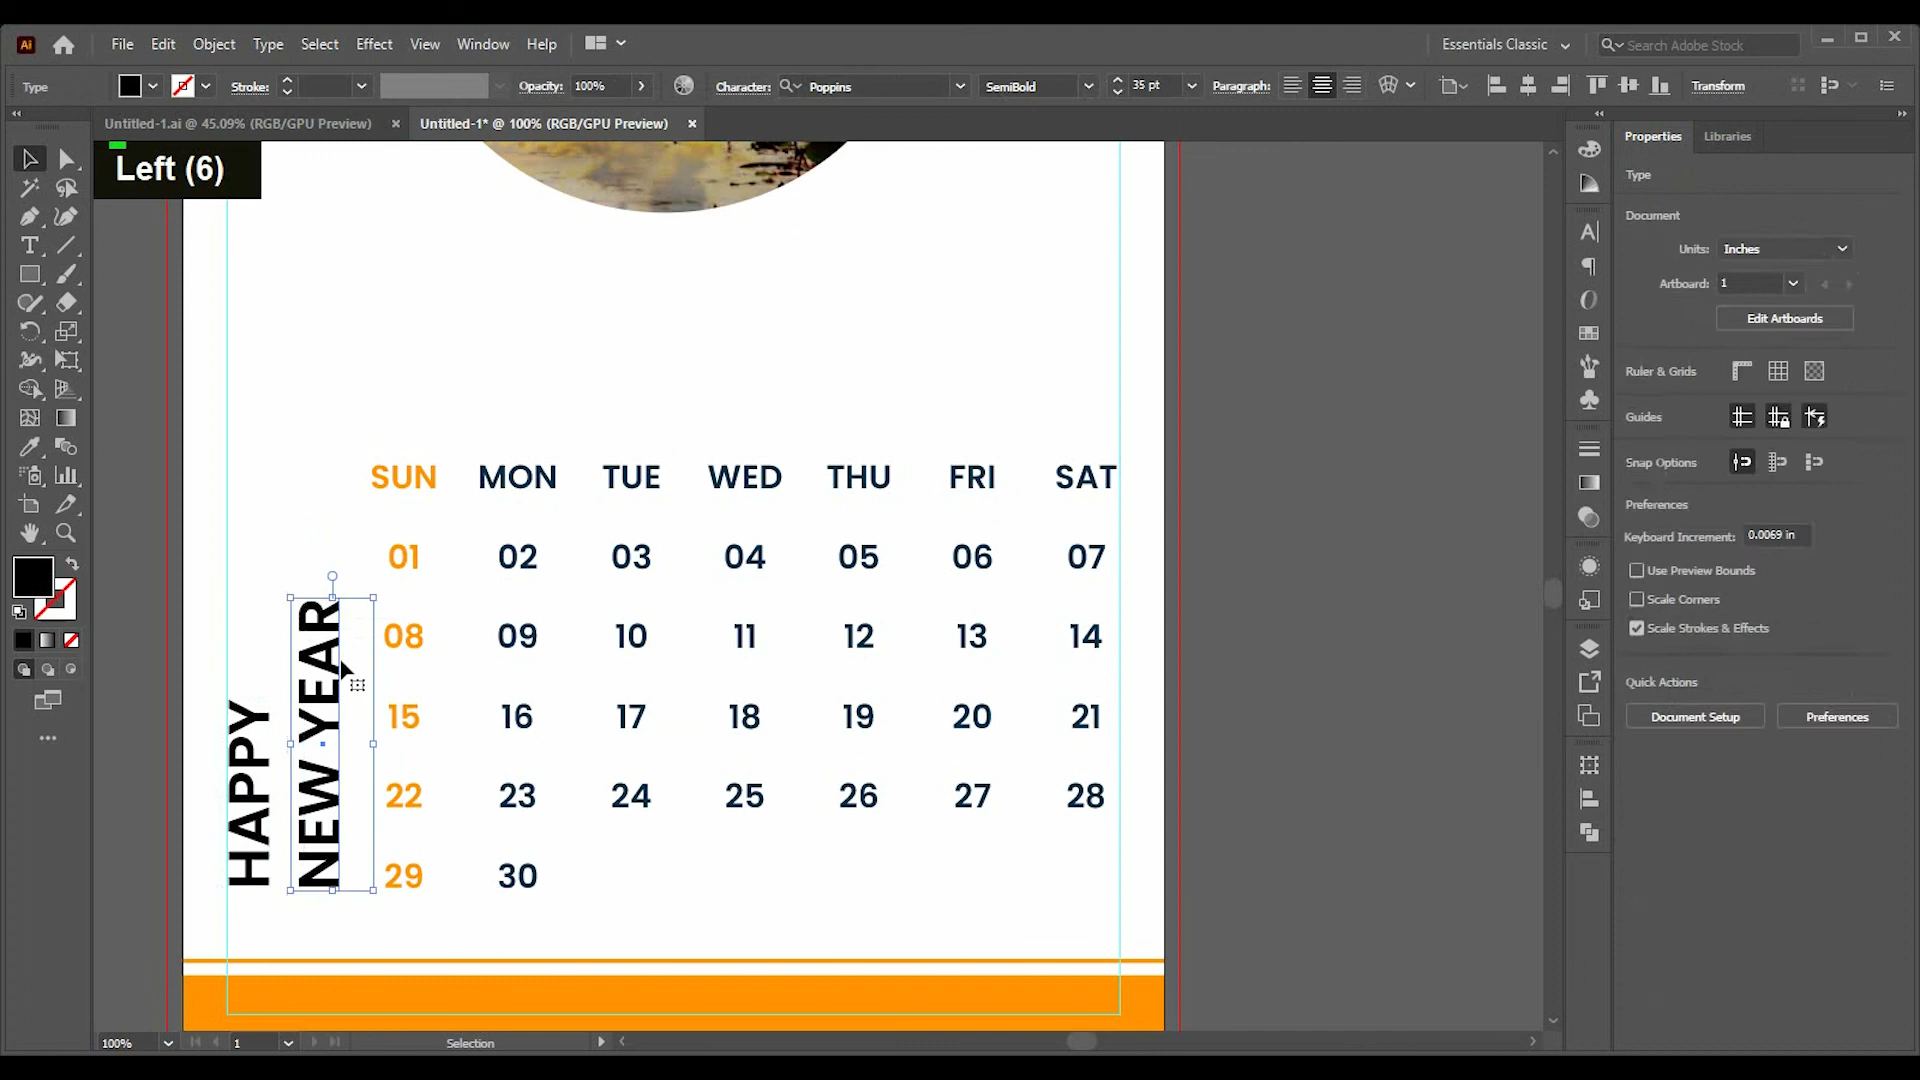 Ai File Edit Object Type Select Effect View Window Help Essentials Classic Search Adobe Stock
Type Stroke: Opacity: 100% Character: Poppins SemiBold 35 pt Paragraph: Transform
Untitled-1.ai @ 45.09% (RGB/GPU Preview) Untitled-1* @ 100% (RGB/GPU Preview)
Left (6)
SUN MON TUE WED THU FRI SAT
01 02 03 04 05 06 07
08 09 10 11 12 13 14
15 16 17 18 19 20 21
22 23 24 25 26 27 28
29 30
HAPPY
NEW YEAR
Properties Libraries
Type
Document
Units: Inches
Artboard: 1
Edit Artboards
Ruler & Grids
Guides
Snap Options
Preferences
Keyboard Increment: 0.0069 in
Use Preview Bounds
Scale Corners
Scale Strokes & Effects
Quick Actions
Document Setup Preferences
100% 1 Selection